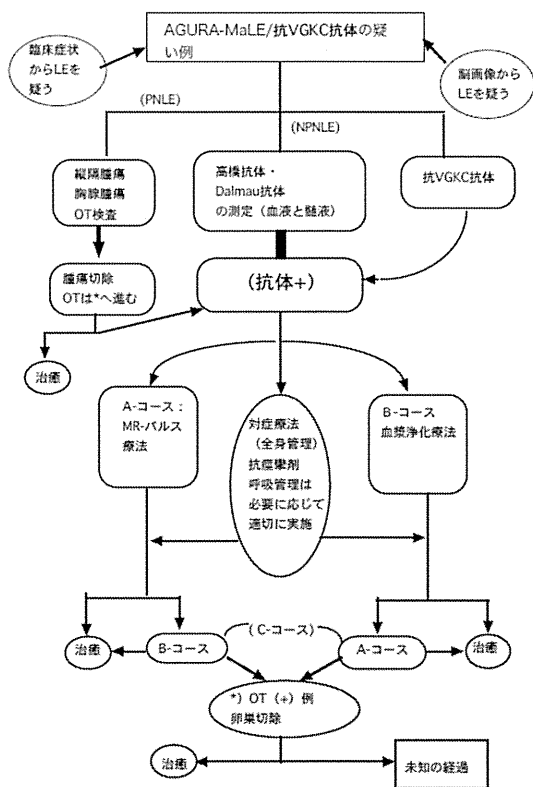 AGURA-MaLE/抗VGKC抗体の疑
い例
臨床症状
からLEを
疑う
脳画像から
LEを疑う
(PNLE)
(NPNLE)
縦隔腫瘍
胸腺腫瘍
OT検査
高橋抗体・
Dalmau抗体
の測定（血液と髄液）
抗VGKC抗体
腫瘍切除
OTは*へ進む
（抗体+）
治癒
A-コース：
MR-パルス
療法
対症療法
（全身管理）
抗痙攣剤
呼吸管理は
必要に応じて
適切に実施
B-コース
血漿浄化療法
治癒
B-コース
( C-コース)
A-コース
治癒
*）OT（+）例
卵巣切除
治癒
未知の経過